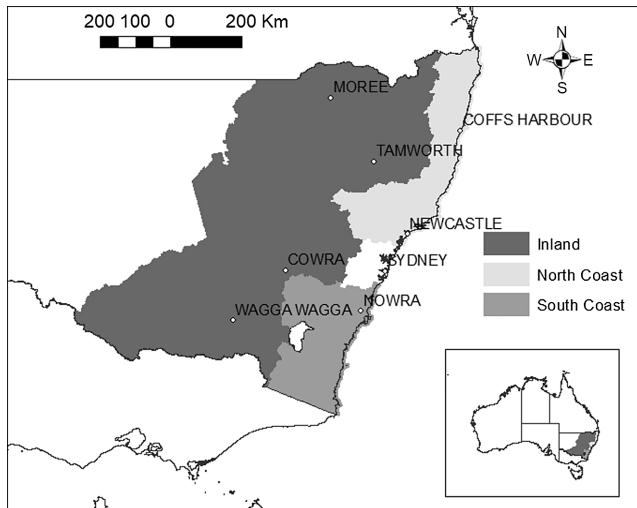 200 100 0 200 Km
N
W E
S
MOREE
COFFS HARBOUR
TAMWORTH
NEWCASTLE
Inland
COWRA
SYDNEY
North Coast
WAGGA WAGGA
NOWRA
South Coast